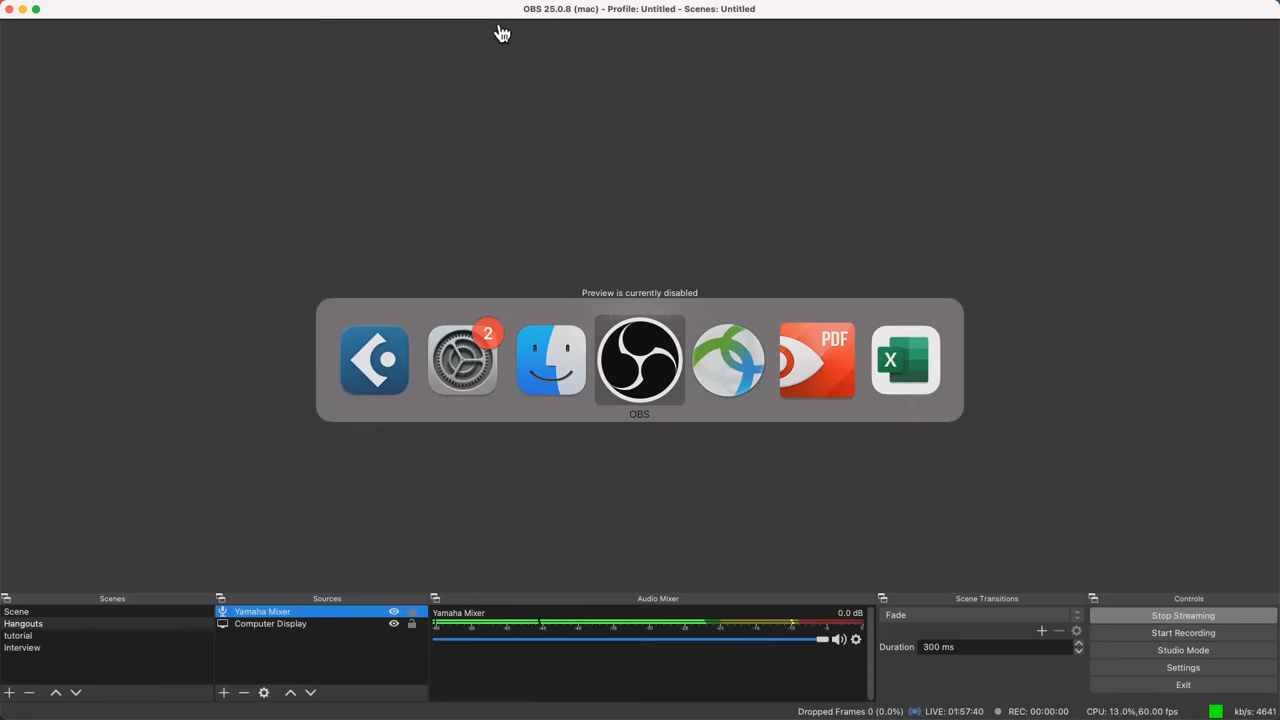 OBS 25.0.8 (mac) - Profile: Untitled - Scenes: Untitled
Preview is currently disabled
2
PDF
X
OBS
Scenes
Scene
Hangouts
tutorial
Interview
Sources
Yamaha Mixer
Computer Display
Audio Mixer
Yamaha Mixer
0.0 dB
Scene Transitions
Fade
Duration
300 ms
Controls
Stop Streaming
Start Recording
Studio Mode
Settings
Exit
Dropped Frames 0 (0.0%)
LIVE: 01:57:40
REC: 00:00:00
CPU: 13.0%,60.00 fps
kb/s: 4641